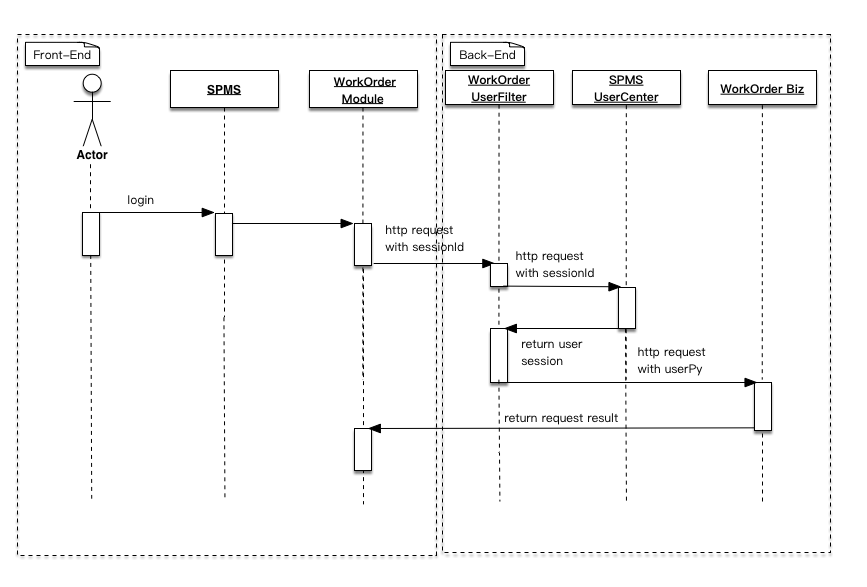 Front-End
Back-End
SPMS
WorkOrder
Module
WorkOrder
UserFilter
SPMS
UserCenter
WorkOrder Biz
Actor
login
http request
with sessionId
http request
with sessionId
return user
session
http request
with userPy
return request result